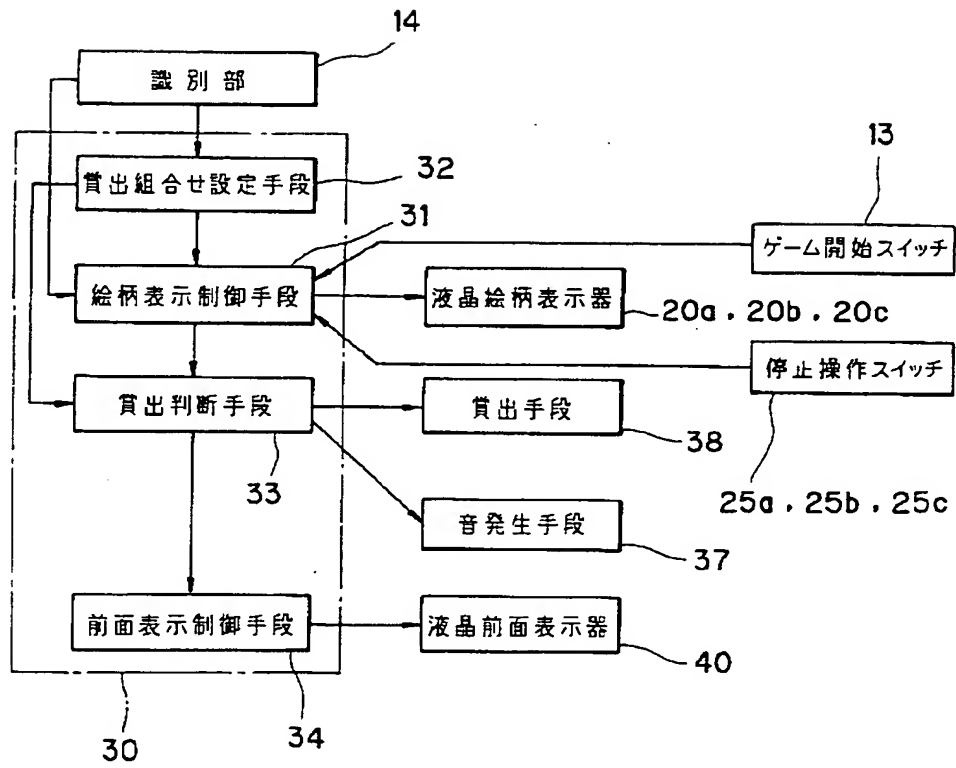 14
識別部
13
賞出組合せ設定手段
32
31
ゲーム開始スイッチ
絵柄表示制御手段
液晶絵柄表示器
20a・20b・20c
停止操作スイッチ
賞出判断手段
賞出手段
38
33
25a・25b・25c
音発生手段
37
前面表示制御手段
液晶前面表示器
40
30
34